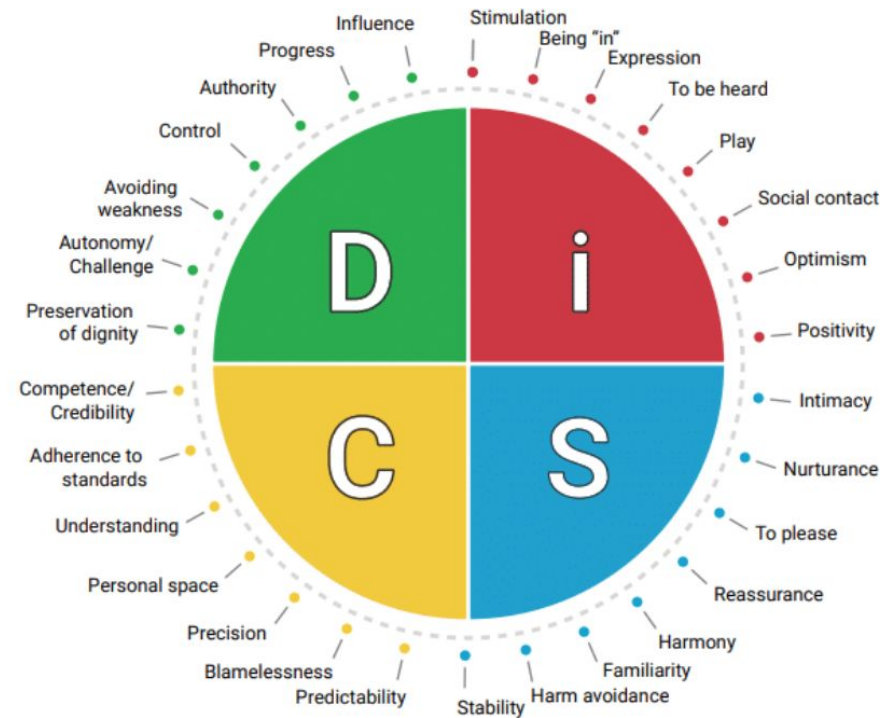 Stimulation
Being “in”
Expression
To be heard
Play
Social contact
Optimism
Positivity
Intimacy
Nurturance
To please
Reassurance
Harmony
Familiarity
Harm avoidance
Stability
Predictability
Blamelessness
Precision
Personal space
Understanding
Adherence to
standards
Competence/
Credibility
Preservation
of dignity
Autonomy/
Challenge
Avoiding
weakness
Control
Authority
Progress
Influence
D
i
C
S